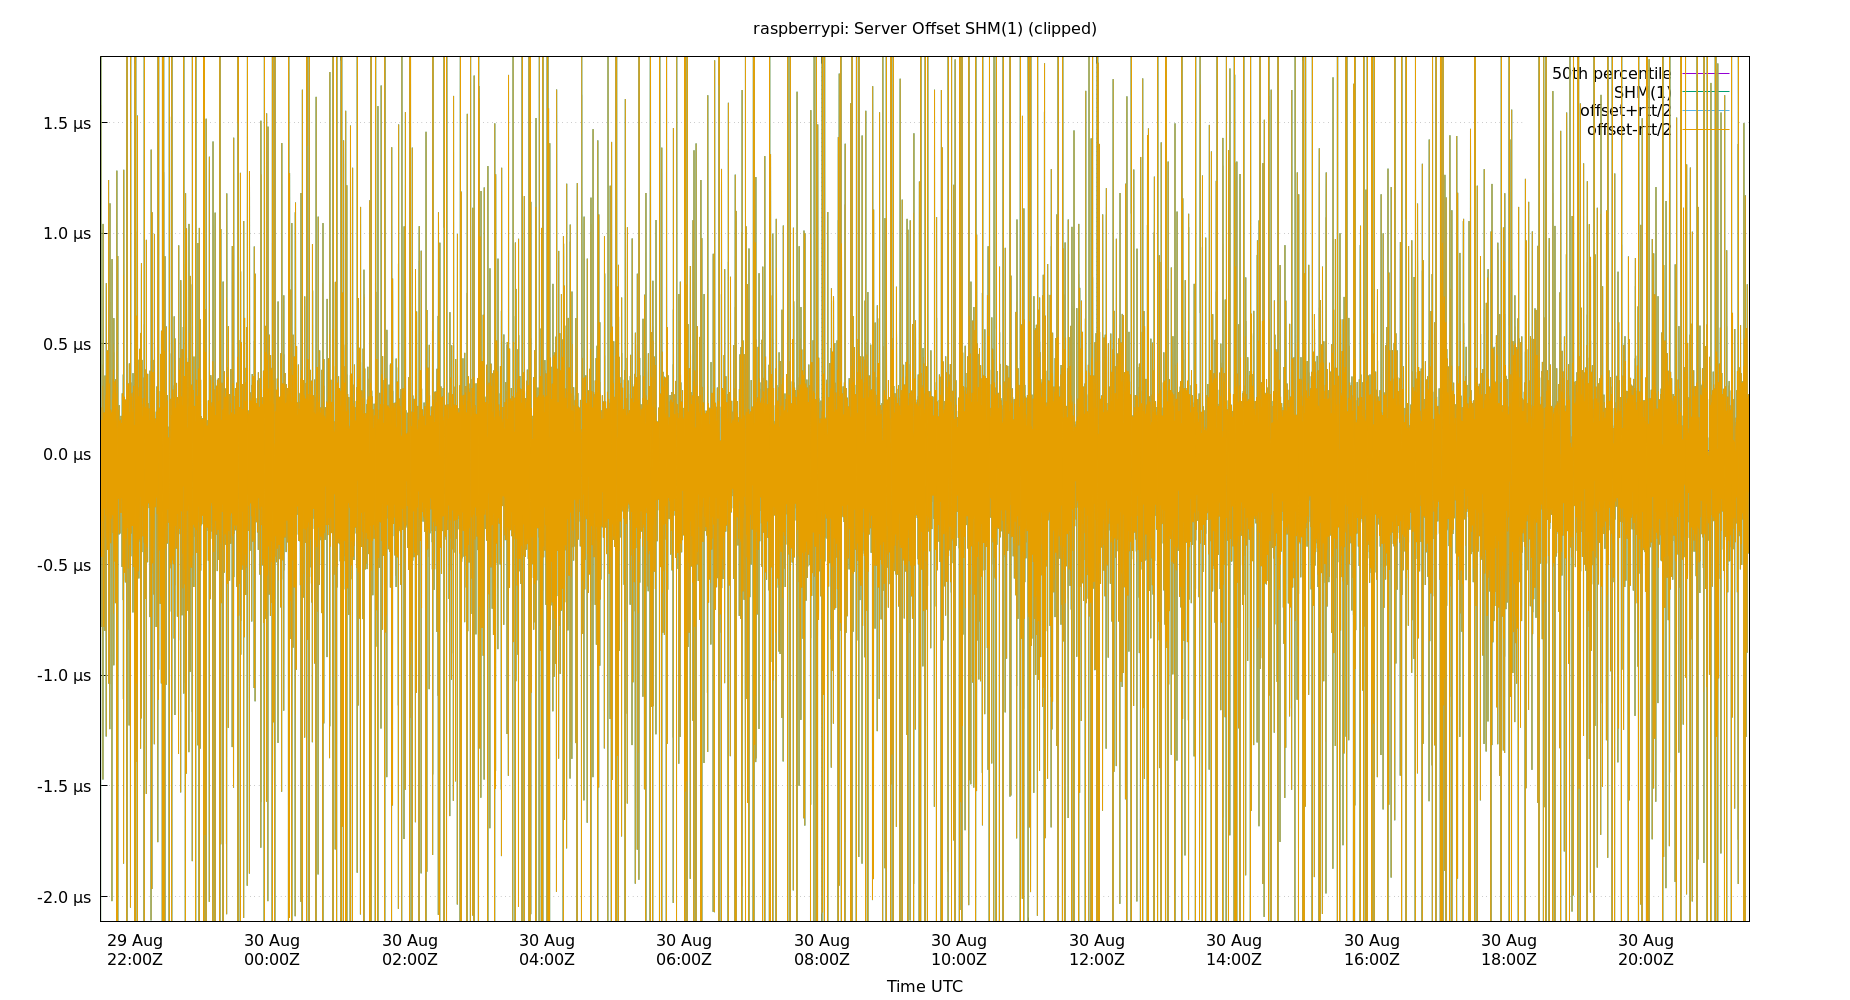 raspberrypi: Server Offset SHM(1) (clipped)
50th percentile
SHM(1)
offset+rtt/2
offset-rtt/2
1.5 µs
1.0 µs
0.5 µs
0.0 µs
-0.5 µs
-1.0 µs
-1.5 µs
-2.0 µs
29 Aug 30 Aug 30 Aug 30 Aug 30 Aug 30 Aug 30 Aug 30 Aug 30 Aug 30 Aug 30 Aug 30 Aug
22:00Z 00:00Z 02:00Z 04:00Z 06:00Z 08:00Z 10:00Z 12:00Z 14:00Z 16:00Z 18:00Z 20:00Z
Time UTC